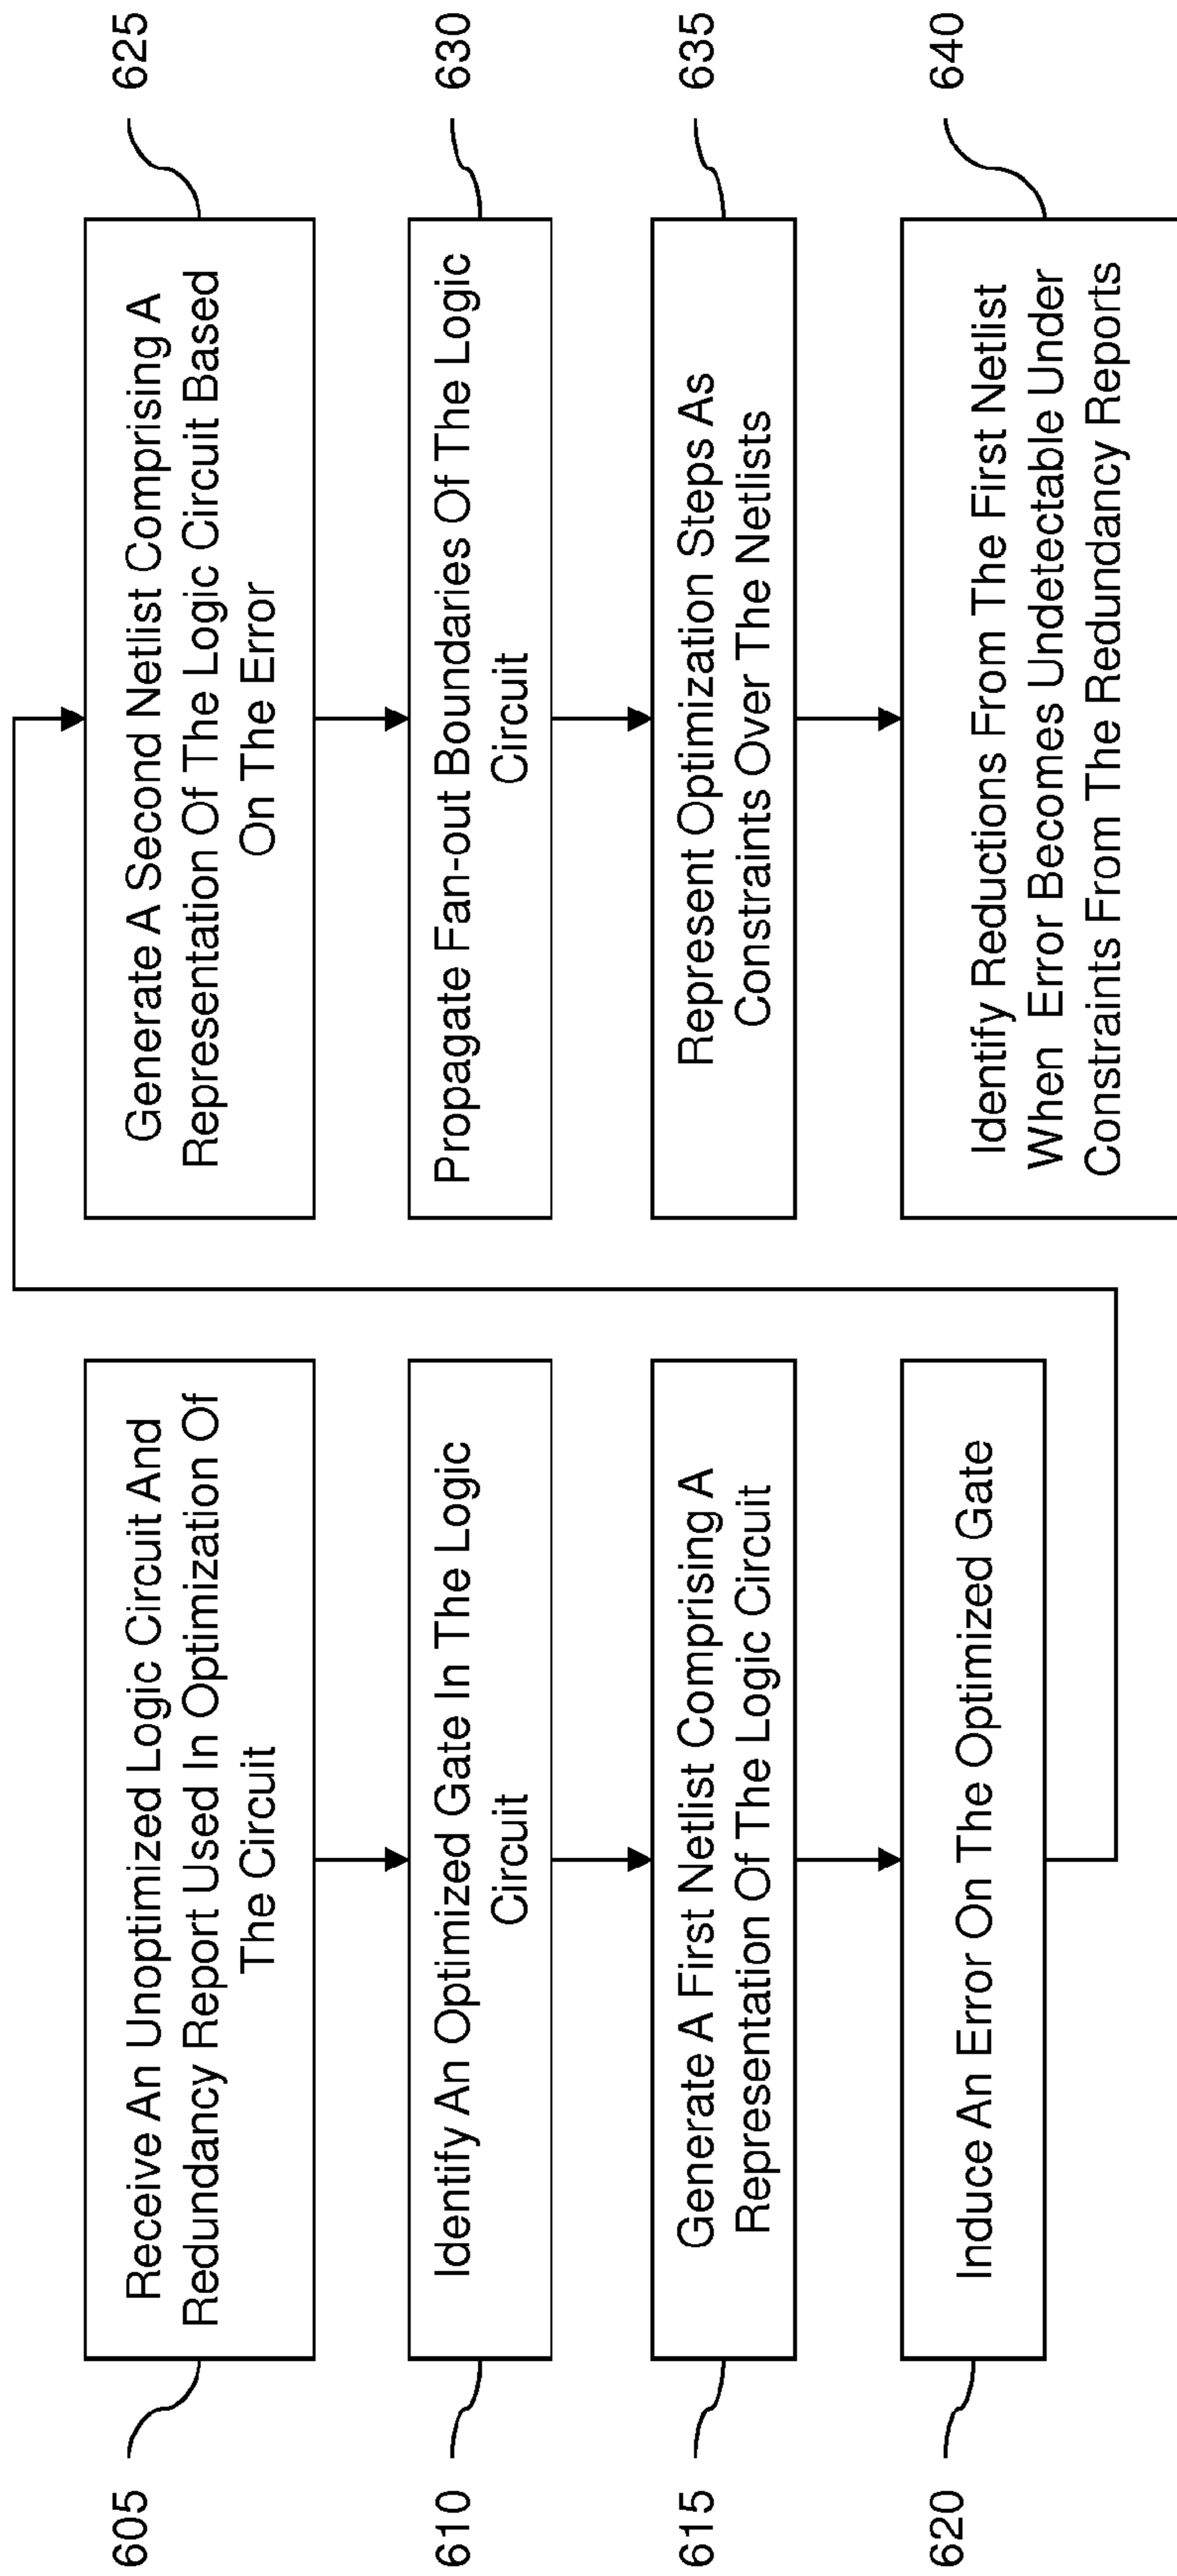 605
Receive An Unoptimized Logic Circuit And
Redundancy Report Used In Optimization Of
The Circuit
610
Identify An Optimized Gate In The Logic
Circuit
615
Generate A First Netlist Comprising A
Representation Of The Logic Circuit
620
Induce An Error On The Optimized Gate
625
Generate A Second Netlist Comprising A
Representation Of The Logic Circuit Based
On The Error
630
Propagate Fan-out Boundaries Of The Logic
Circuit
635
Represent Optimization Steps As
Constraints Over The Netlists
640
Identify Reductions From The First Netlist
When Error Becomes Undetectable Under
Constraints From The Redundancy Reports